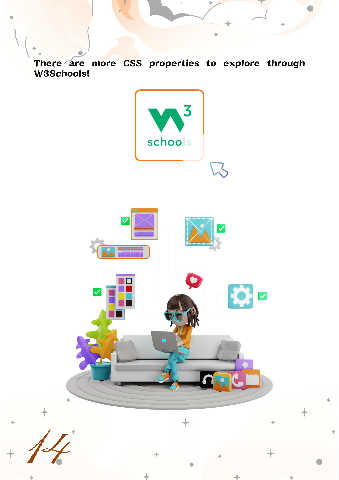 There are more CSS properties to explore through
W3Schools!
W3
schools
14